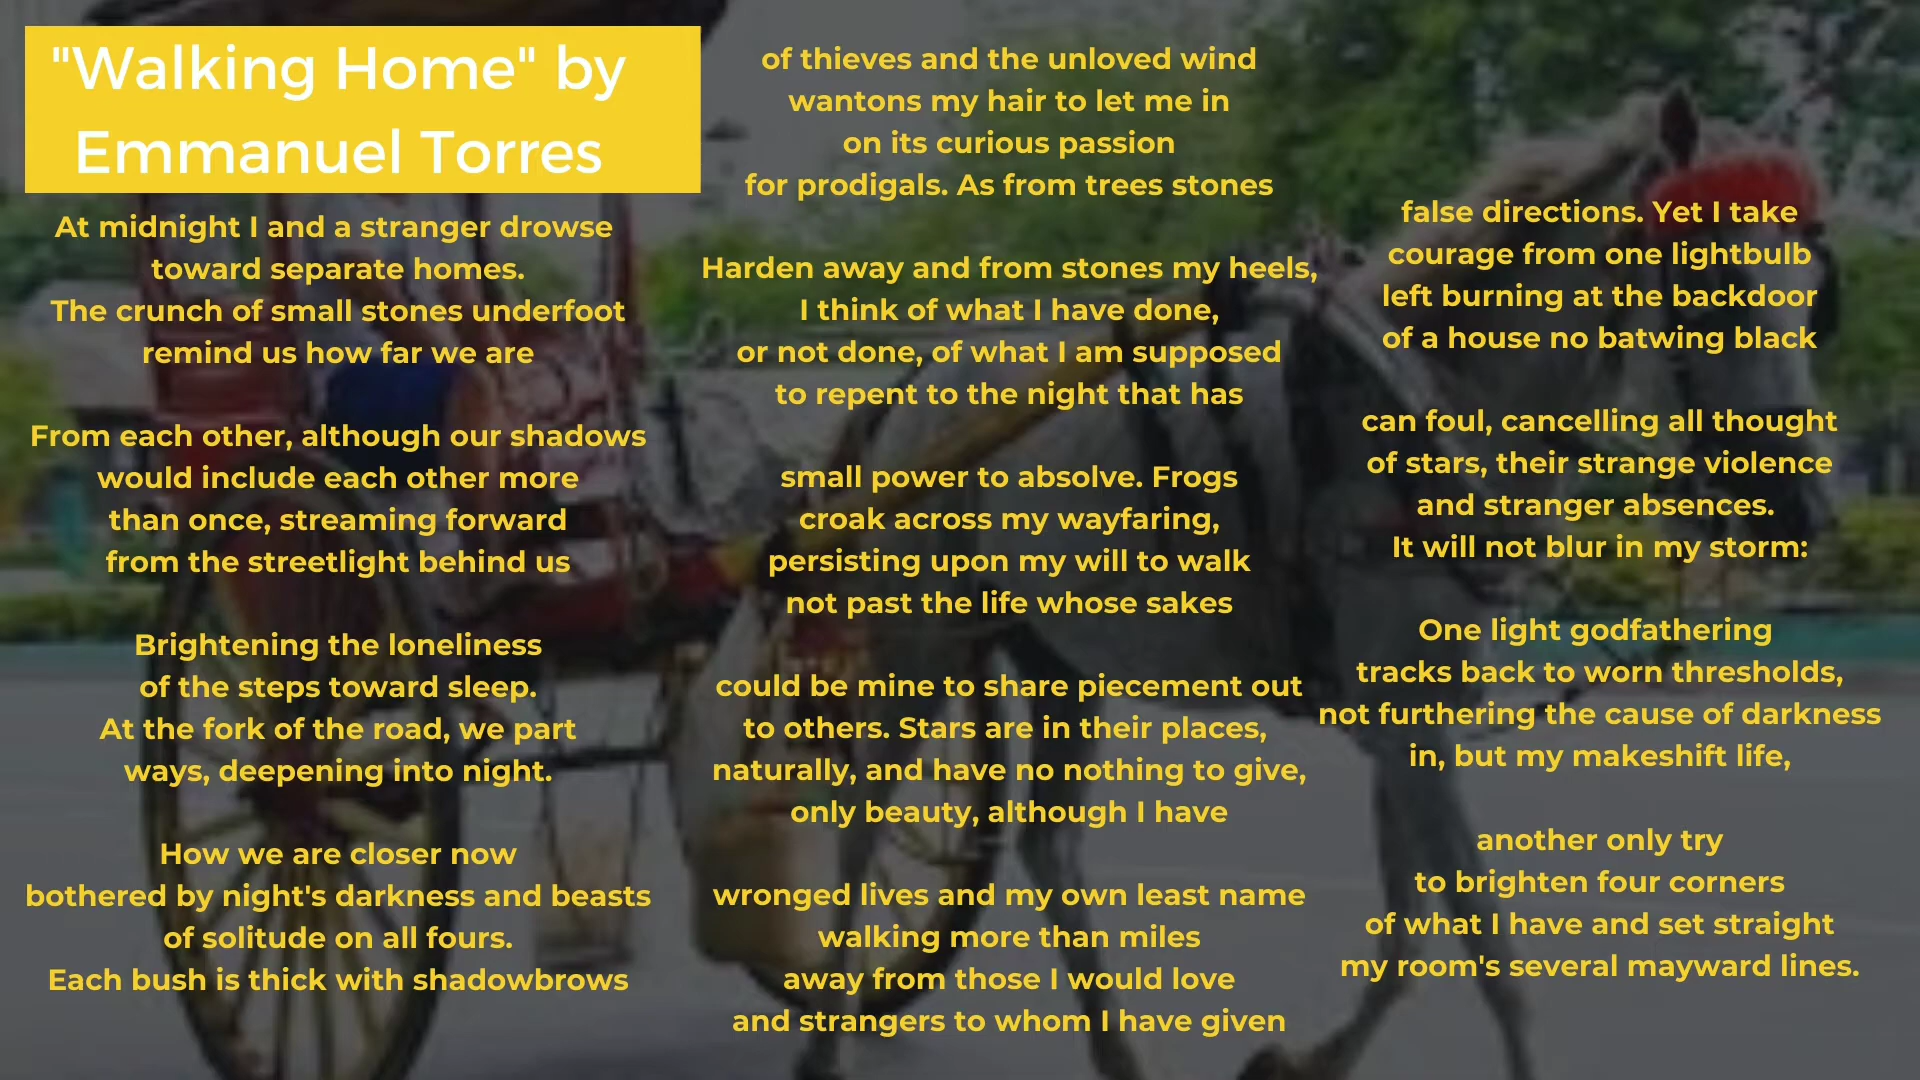 "Walking Home" by
Emmanuel Torres
At midnight I and a stranger drowse
toward separate homes.
The crunch of small stones underfoot
remind us how far we are
From each other, although our shadows
would include each other more
than once, streaming forward
from the streetlight behind us
Brightening the loneliness
of the steps toward sleep.
At the fork of the road, we part
ways, deepening into night.
How we are closer now
bothered by night's darkness and beasts
of solitude on all fours.
Each bush is thick with shadowbrows
of thieves and the unloved wind
wantons my hair to let me in
on its curious passion
for prodigals. As from trees stones
Harden away and from stones my heels,
I think of what I have done,
or not done, of what I am supposed
to repent to the night that has
small power to absolve. Frogs
croak across my wayfaring,
persisting upon my will to walk
not past the life whose sakes
could be mine to share piecement out
to others. Stars are in their places,
naturally, and have no nothing to give,
only beauty, although I have
wronged lives and my own least name
walking more than miles
away from those I would love
and strangers to whom I have given
false directions. Yet I take
courage from one lightbulb
left burning at the backdoor
of a house no batwing black
can foul, cancelling all thought
of stars, their strange violence
and stranger absences.
It will not blur in my storm:
One light godfathering
tracks back to worn thresholds,
not furthering the cause of darkness
in, but my makeshift life,
another only try
to brighten four corners
of what I have and set straight
my room's several mayward lines.